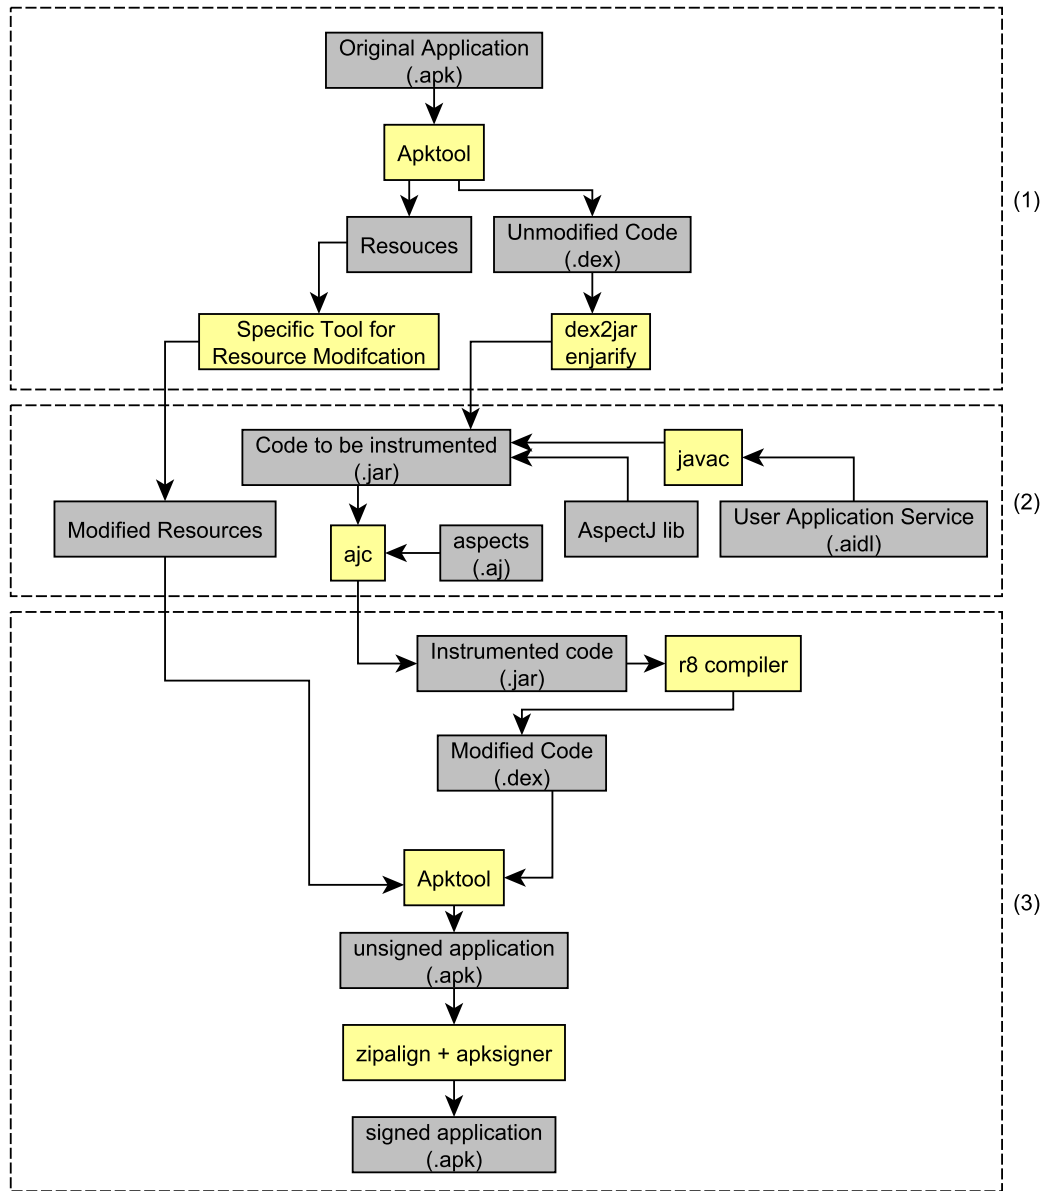 Original Application
(.apk)
Apktool
(1)
Resouces
Unmodified Code
(.dex)
Specific Tool for
Resource Modifcation
dex2jar
enjarify
Code to be instrumented
(.jar)
javac
Modified Resources
ajc
aspects
(.aj)
AspectJ lib
User Application Service
(.aidl)
(2)
Instrumented code
(.jar)
r8 compiler
Modified Code
(.dex)
Apktool
(3)
unsigned application
(.apk)
zipalign + apksigner
signed application
(.apk)